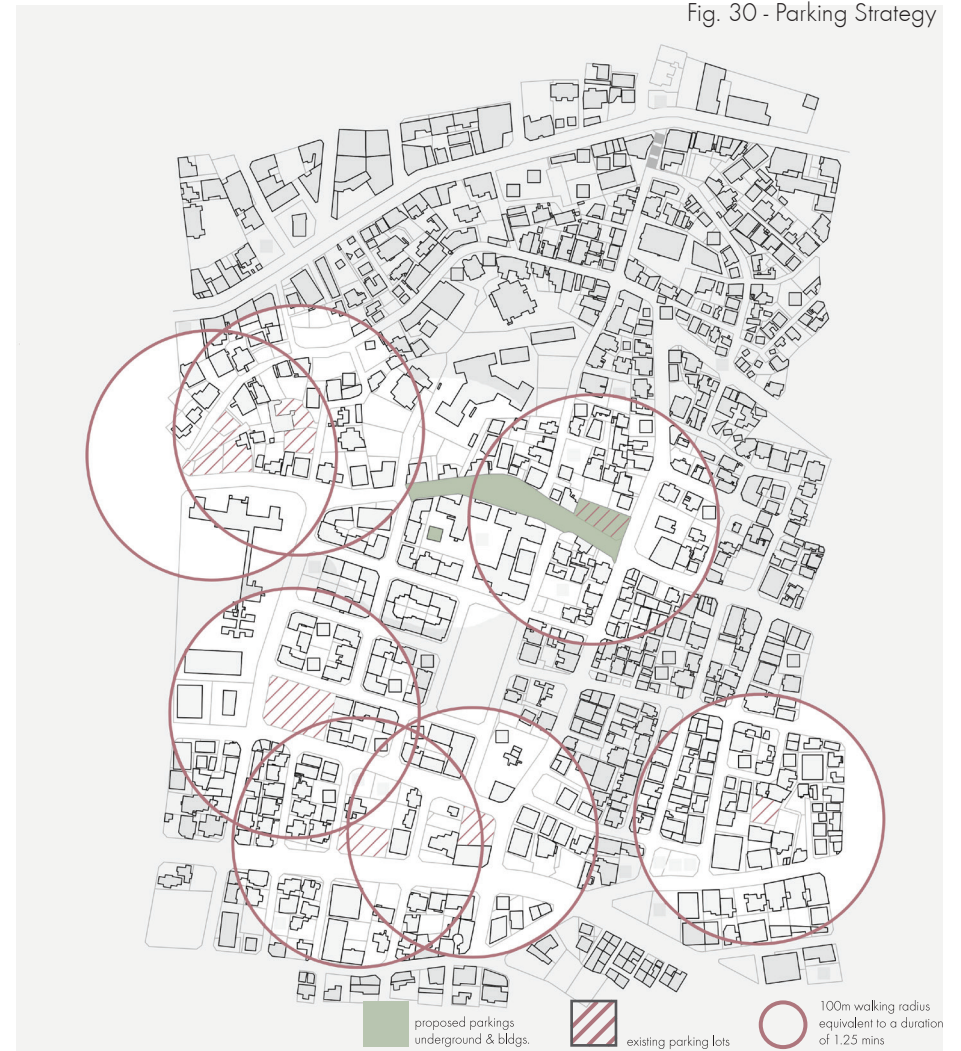 Fig. 30 - Parking Strategy
proposed parkings
underground & bldgs.
existing parking lots
100m walking radius
equivalent to a duration
of 1.25 mins